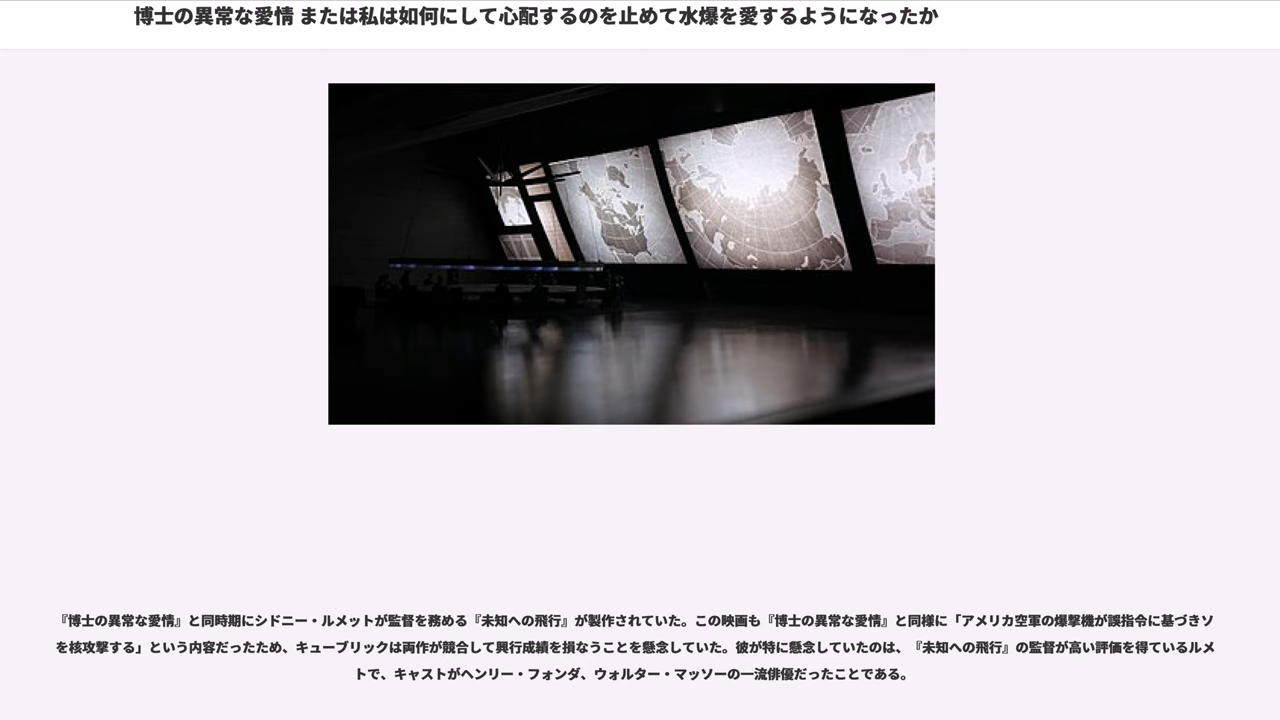 博士の異常な愛情 または私は如何にして心配するのを止めて水爆を愛するようになったか
『博士の異常な愛情』と同時期にシドニー・ルメットが監督を務める『未知への飛行』が製作されていた。この映画も『博士の異常な愛情』と同様に「アメリカ空軍の爆撃機が誤指令に基づきソ
を核攻撃する」という内容だったため、キューブリックは両作が競合して興行成績を損なうことを懸念していた。彼が特に懸念していたのは、『未知への飛行』の監督が高い評価を得ているルメ
トで、キャストがヘンリー・フォンダ、ウォルター・マッソーの一流俳優だったことである。